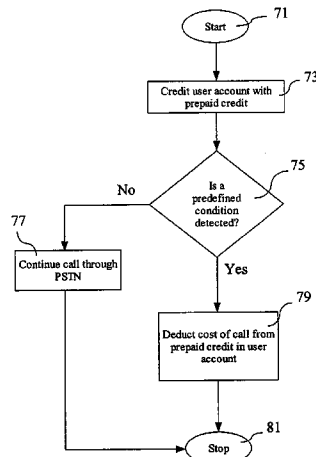 71
Start
73
Credit user account with
prepaid credit
75
Is a
predefined
condition
detected?
No
77
Continue call through
PSTN
Yes
79
Deduct cost of call from
prepaid credit in user
account
81
Stop